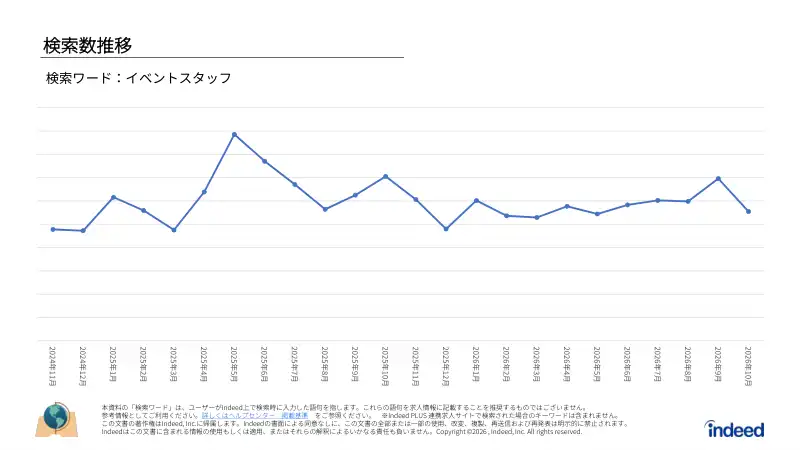 検索数推移
検索ワード：イベントスタッフ
2024年11月
2024年12月
2025年1月
2025年2月
2025年3月
2025年4月
2025年5月
2025年6月
2025年7月
2025年8月
2025年9月
2025年10月
2025年11月
2025年12月
2026年1月
2026年2月
2026年3月
2026年4月
2026年5月
2026年6月
2026年7月
2026年8月
2026年9月
2026年10月
本資料の「検索ワード」は、ユーザーがIndeed上で検索時に入力した語句を指します。これらの語句を求人情報に記載することを推奨するものではございません。
参考情報としてご利用ください。詳しくはヘルプセンター　掲載基準　をご参照ください。　※Indeed PLUS 連携求人サイトで検索された場合のキーワードは含まれません。
この文書の著作権はIndeed, Inc.に帰属します。Indeedの書面による同意なしに、この文書の全部または一部の使用、改変、複製、再送信および再発表は明示的に禁止されます。
Indeedはこの文書に含まれる情報の使用もしくは適用、またはそれらの解釈によるいかなる責任も負いません。Copyright ©2026 , Indeed, Inc. All rights reserved.
indeed